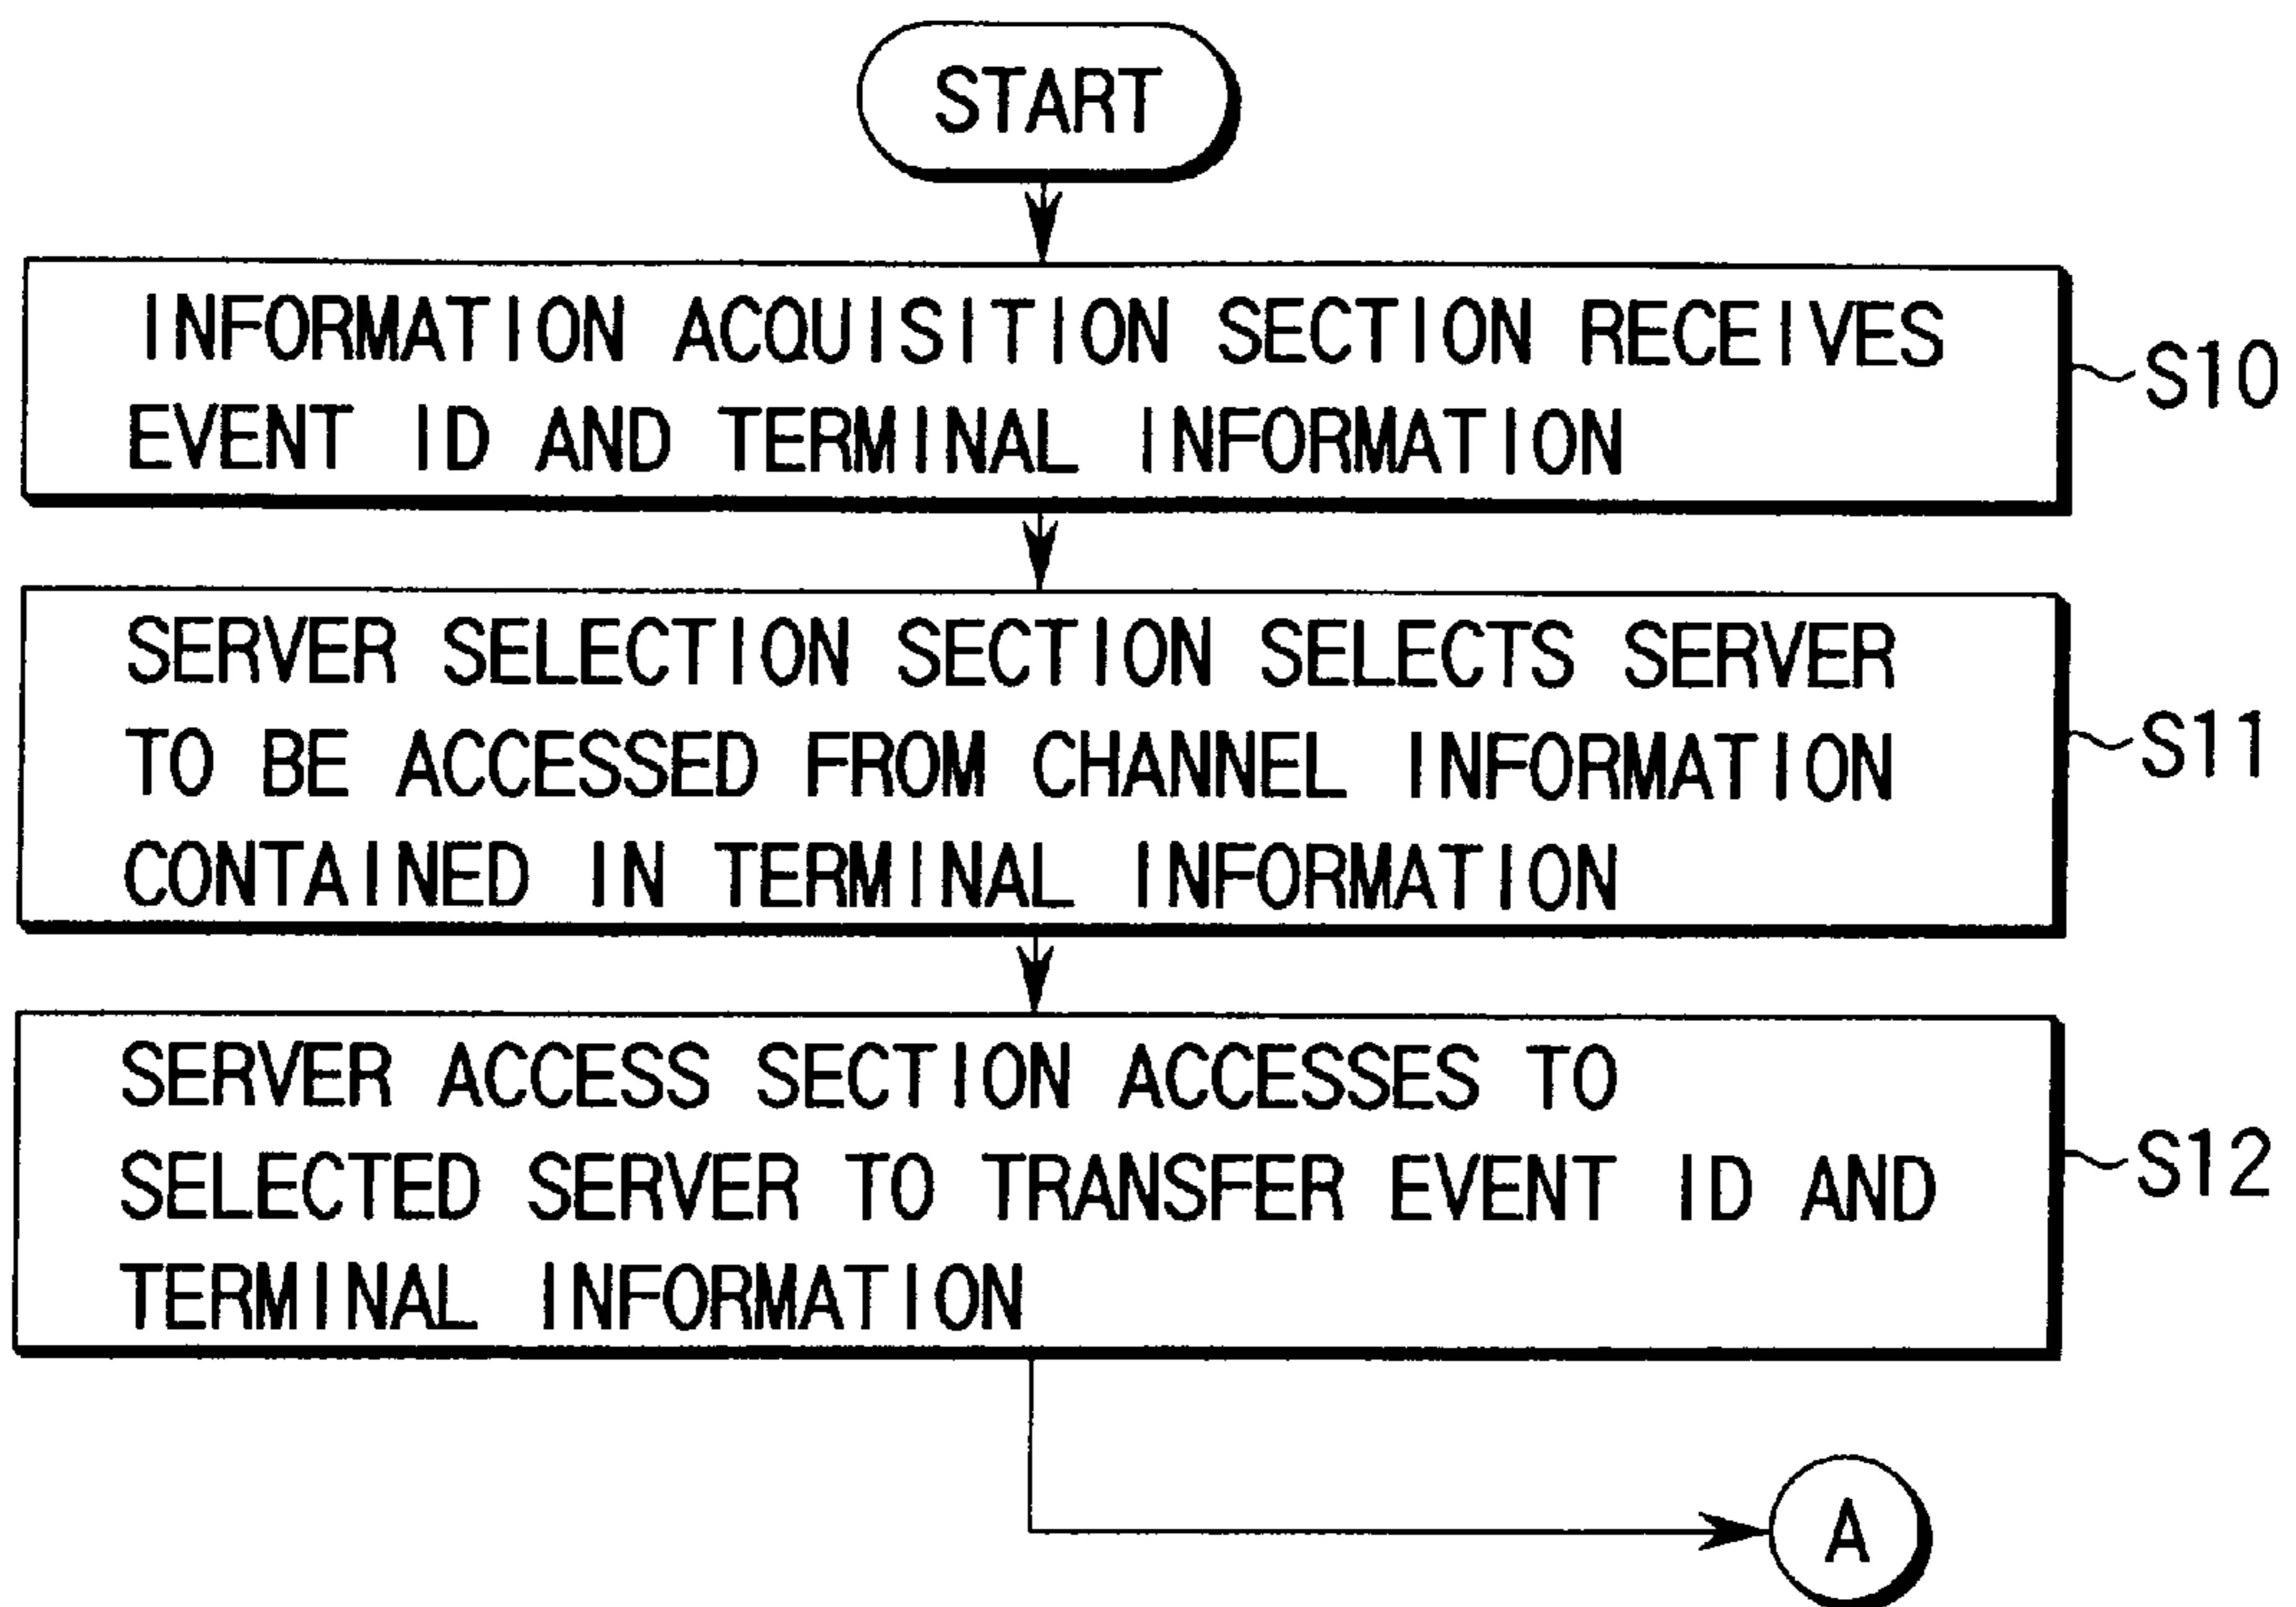 START
INFORMATION ACQUISITION SECTION RECEIVES
EVENT ID AND TERMINAL INFORMATION
S10
SERVER SELECTION SECTION SELECTS SERVER
TO BE ACCESSED FROM CHANNEL INFORMATION
CONTAINED IN TERMINAL INFORMATION
S11
SERVER ACCESS SECTION ACCESSES TO
SELECTED SERVER TO TRANSFER EVENT ID AND
TERMINAL INFORMATION
S12
A